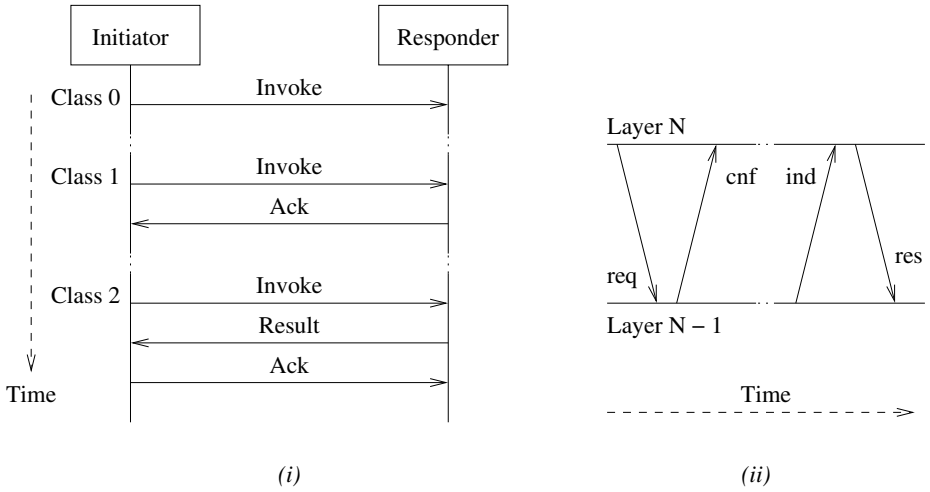 Initiator
Responder
Class 0
Invoke
Class 1
Invoke
Ack
Class 2
Invoke
Result
Ack
Time
(i)
Layer N
cnf
ind
req
res
Layer N − 1
Time
(ii)